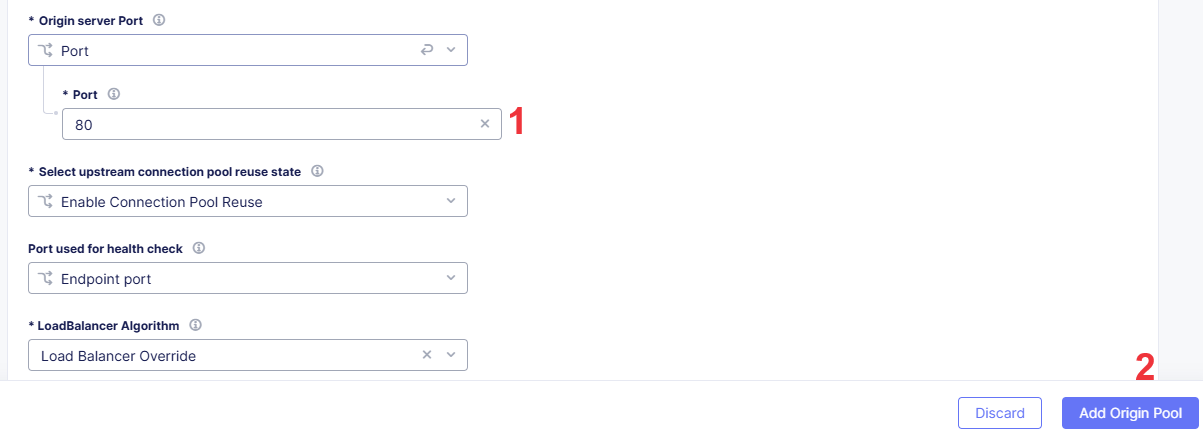 * Origin server Port
Port
* Port
80
1
* Select upstream connection pool reuse state
Enable Connection Pool Reuse
Port used for health check
Endpoint port
* LoadBalancer Algorithm
Load Balancer Override
2
Discard
Add Origin Pool